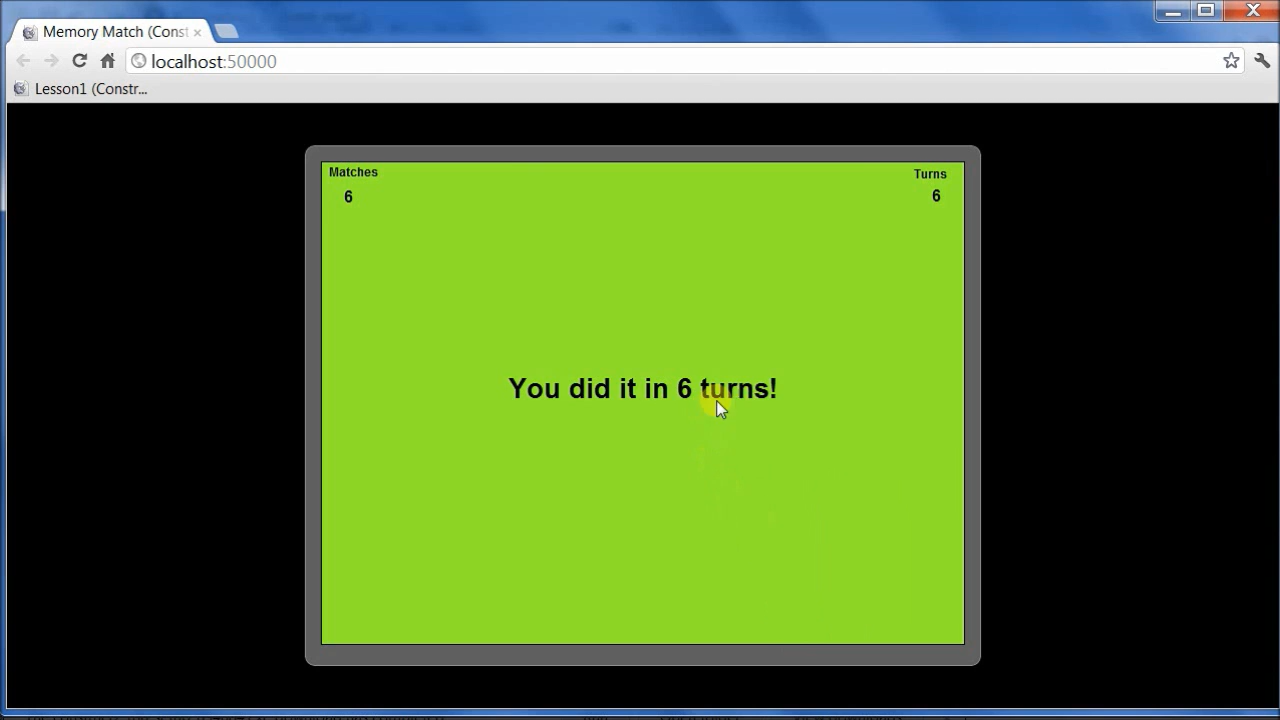 Memory Match (Const
localhost:50000
Lesson1 (Constr...
Matches
Turns
6
6
You did it in 6 turns!